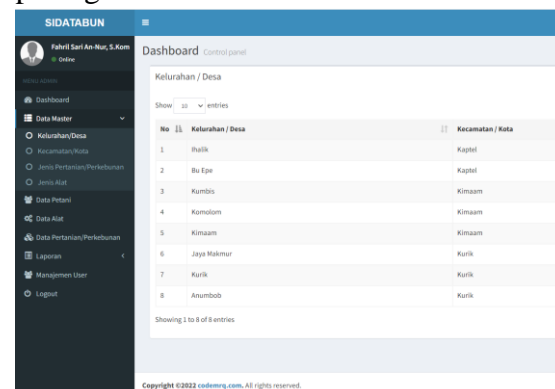 SIDATABUN
Fahril Sari An-Nur, S.Kom
Online
MENU ADMIN
Dashboard
Data Master
Kelurahan/Desa
Kecamatan/Kota
Jenis Pertanian/Perkebunan
Jenis Alat
Data Petani
Data Alat
Data Pertanian/Perkebunan
Laporan
Manajemen User
Logout
Dashboard Control panel
Kelurahan / Desa
Show 10 entries
No Kelurahan / Desa Kecamatan / Kota
1 Ihalik Kaptel
2 Bu Epe Kaptel
3 Kumbis Kimaam
4 Komolom Kimaam
5 Kimaam Kimaam
6 Jaya Makmur Kurik
7 Kurik Kurik
8 Anumbob Kurik
Showing 1 to 8 of 8 entries
Copyright ©2022 codemrq.com. All rights reserved.